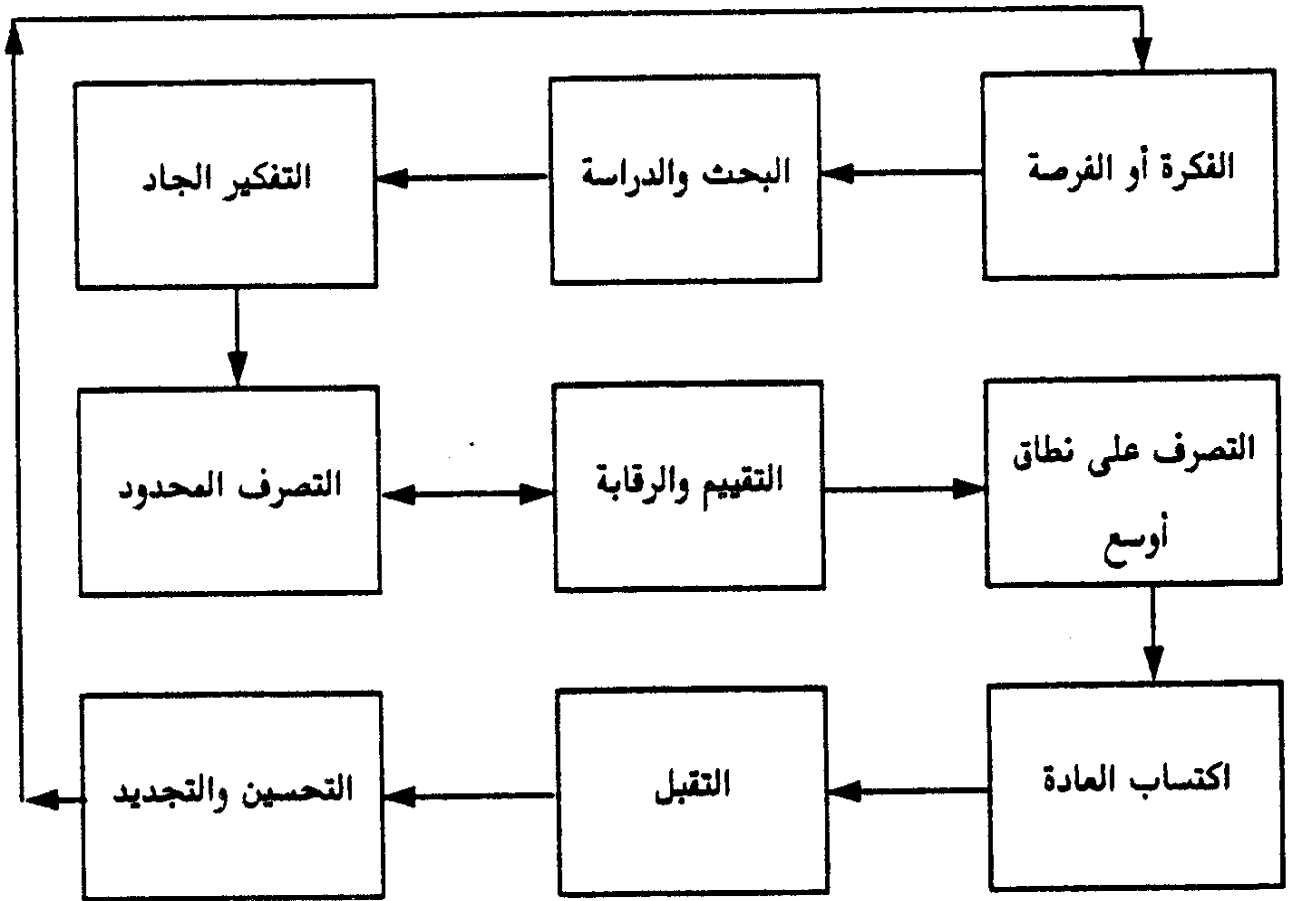 الفكرة أو الفرصة
البحث والدراسة
التفكير الجاد
التصرف المحدود
التقييم والرقابة
التصرف على نطاق
أوسع
اكتساب العادة
التقبل
التحسين والتجديد